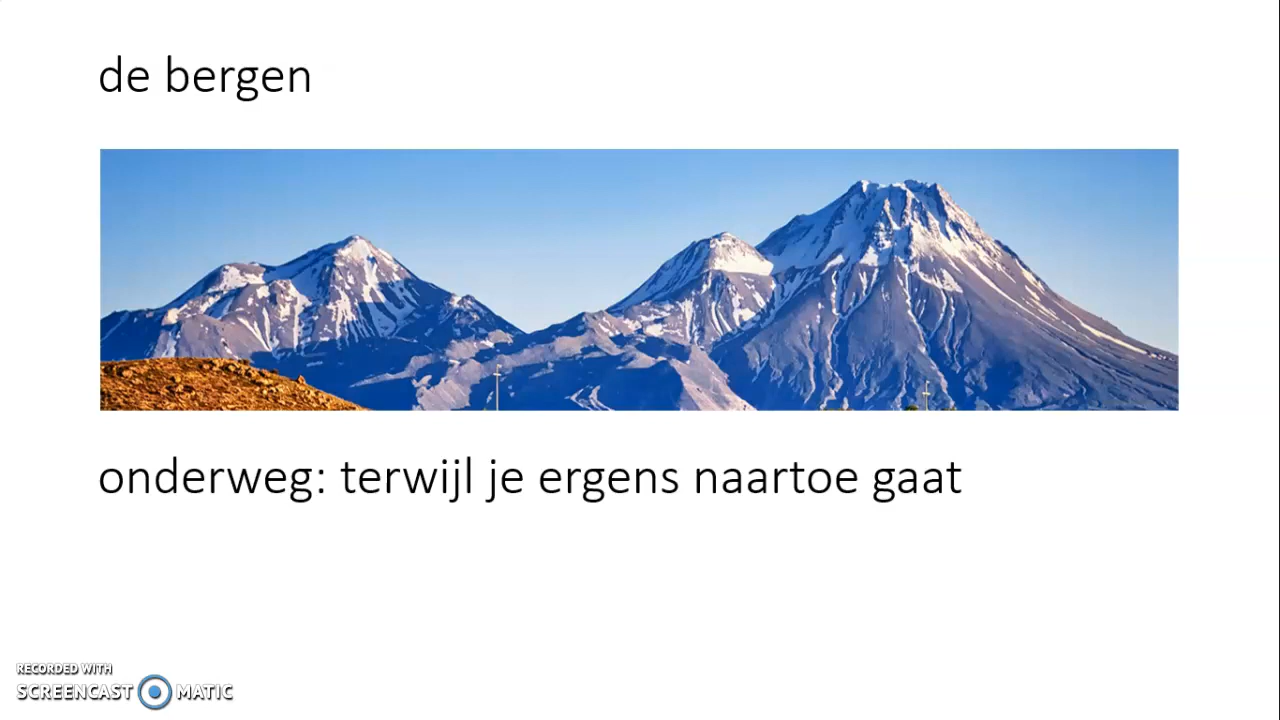 de bergen
onderweg: terwijl je ergens naartoe gaat
RECORDED WITH
SCREENCAST MATIC